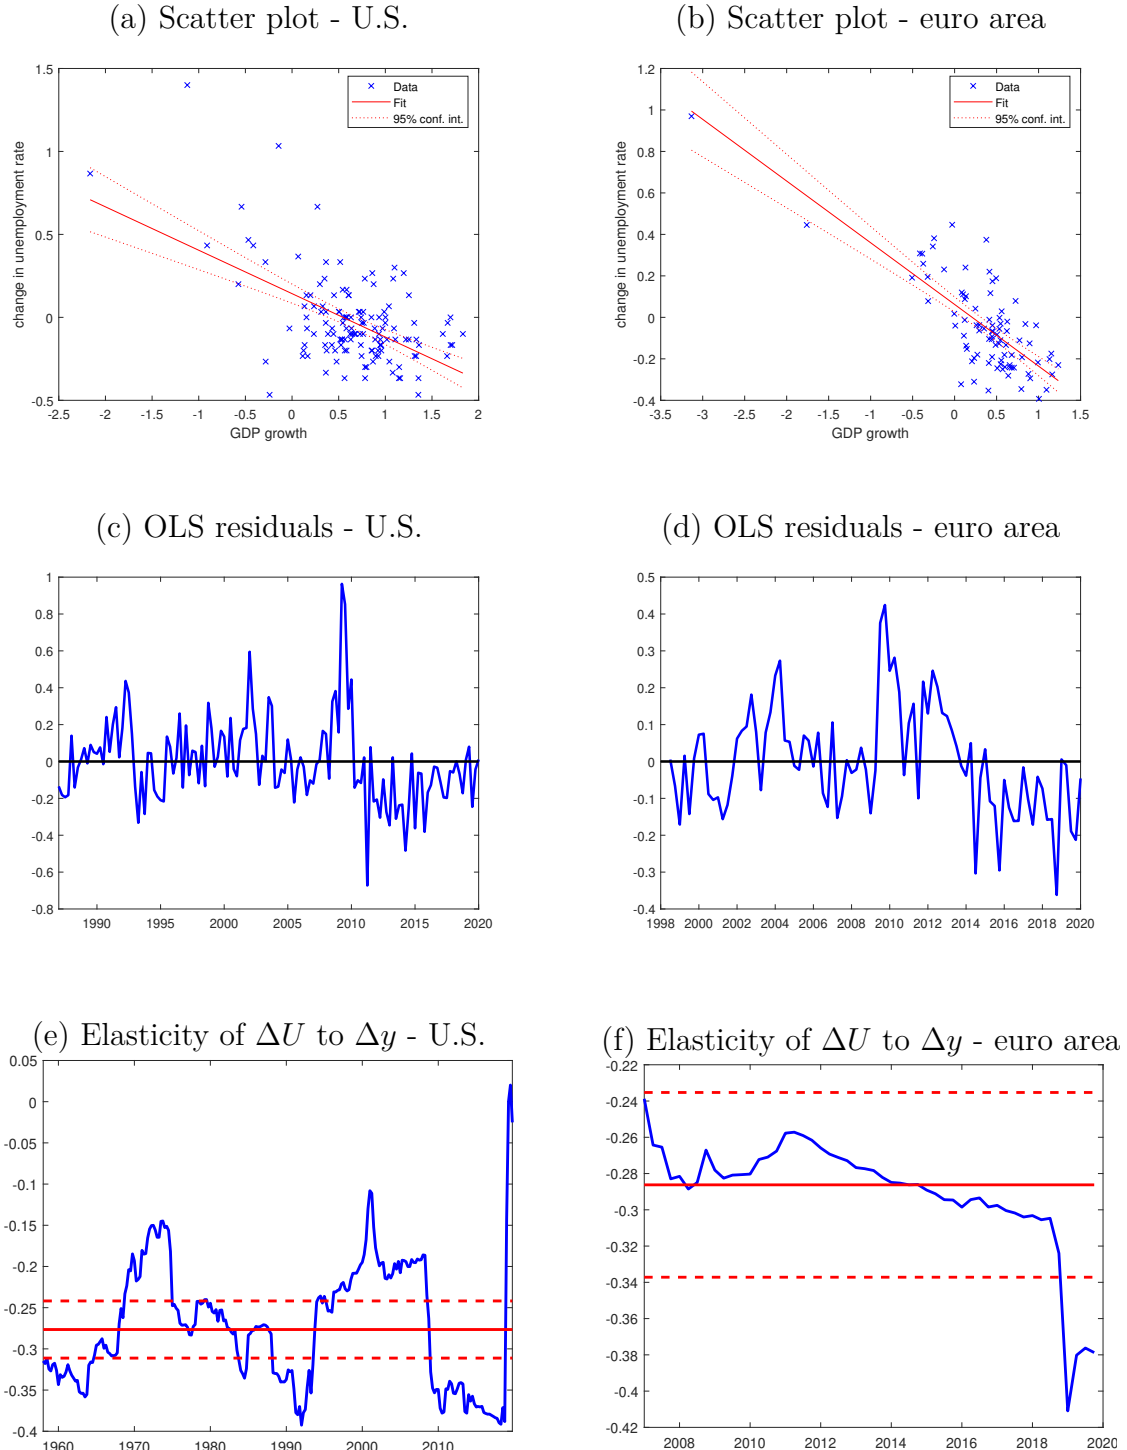 (a) Scatter plot - U.S.
1.5
1
0.5
0
-0.5
change in unemployment rate
Data
Fit
95% conf. int.
-2.5 -2 -1.5 -1 -0.5 0 0.5 1 1.5 2
GDP growth
(b) Scatter plot - euro area
1.2
1
0.8
0.6
0.4
0.2
0
-0.2
-0.4
change in unemployment rate
Data
Fit
95% conf. int.
-3.5 -3 -2.5 -2 -1.5 -1 -0.5 0 0.5 1 1.5
GDP growth
(c) OLS residuals - U.S.
1
0.8
0.6
0.4
0.2
0
-0.2
-0.4
-0.6
-0.8
1990 1995 2000 2005 2010 2015 2020
(d) OLS residuals - euro area
0.5
0.4
0.3
0.2
0.1
0
-0.1
-0.2
-0.3
-0.4
1998 2000 2002 2004 2006 2008 2010 2012 2014 2016 2018 2020
(e) Elasticity of ΔU to Δy - U.S.
0.05
0
-0.05
-0.1
-0.15
-0.2
-0.25
-0.3
-0.35
-0.4
1960 1970 1980 1990 2000 2010
(f) Elasticity of ΔU to Δy - euro area
-0.22
-0.24
-0.26
-0.28
-0.3
-0.32
-0.34
-0.36
-0.38
-0.4
-0.42
2008 2010 2012 2014 2016 2018 2020